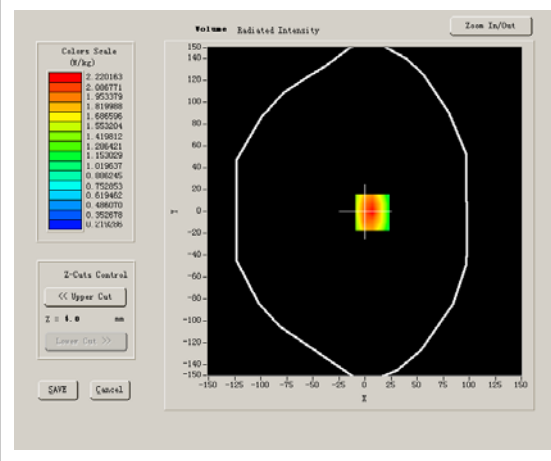 Volume Radiated Intensity
Zoom In/Out
Colors Scale
(W/kg)
2.220163
2.086771
1.953379
1.819988
1.686596
1.553204
1.419812
1.286421
1.153029
1.019637
0.886245
0.752853
0.619462
0.486070
0.352678
0.219286
150
140
120
100
80
60
40
20
0
-20
-40
-60
-80
-100
-120
-140
-150
Y
-150 -125 -100 -75 -50 -25 0 25 50 75 100 125 150
X
Z-Cuts Control
<< Upper Cut
Z = mm
Lower Cut >>
SAVE
Cancel